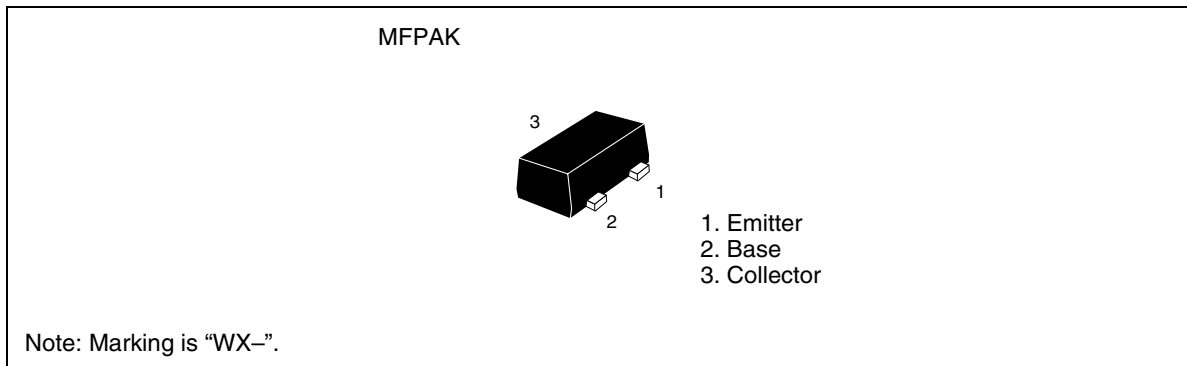 MFPAK
3
1
2
1. Emitter
2. Base
3. Collector
Note: Marking is “WX–”.